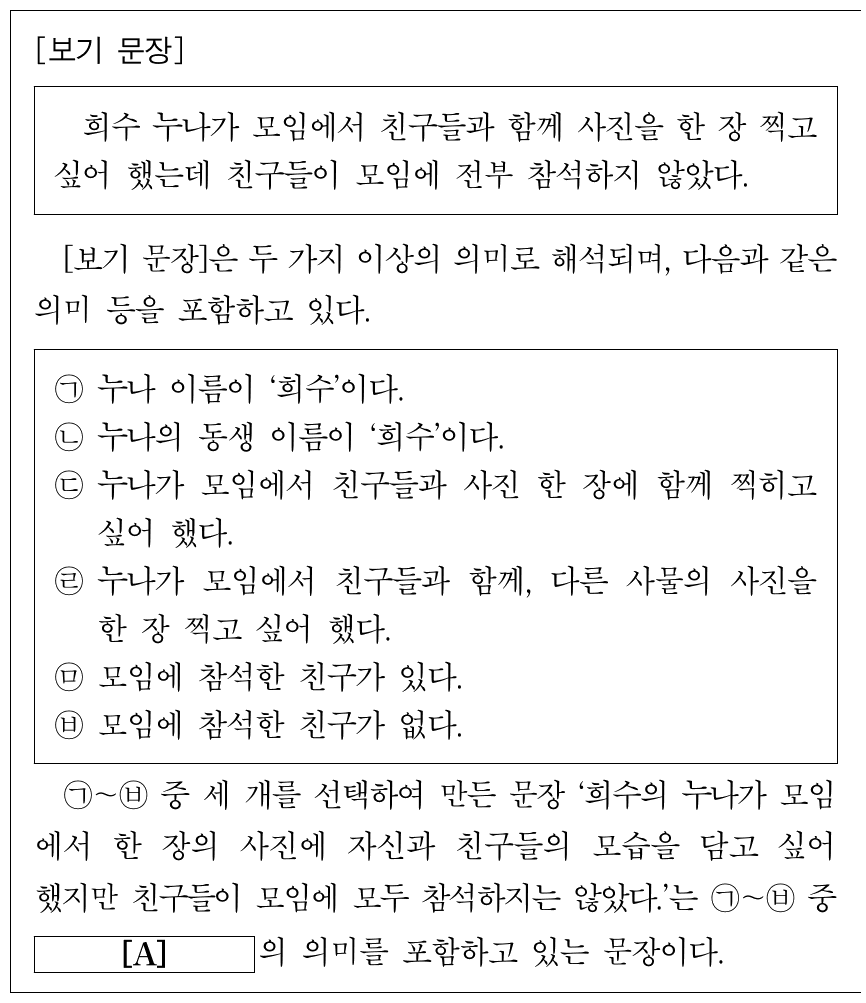 [보기 문장]
희수 누나가 모임에서 친구들과 함께 사진을 한 장 찍고
싶어 했는데 친구들이 모임에 전부 참석하지 않았다.
[보기 문장]은 두 가지 이상의 의미로 해석되며, 다음과 같은
의미 등을 포함하고 있다.
㉠ 누나 이름이 ‘희수’이다.
㉡ 누나의 동생 이름이 ‘희수’이다.
㉢ 누나가 모임에서 친구들과 사진 한 장에 함께 찍히고
싶어 했다.
㉣ 누나가 모임에서 친구들과 함께, 다른 사물의 사진을
한 장 찍고 싶어 했다.
㉤ 모임에 참석한 친구가 있다.
㉥ 모임에 참석한 친구가 없다.
㉠~㉥ 중 세 개를 선택하여 만든 문장 ‘희수의 누나가 모임
에서 한 장의 사진에 자신과 친구들의 모습을 담고 싶어
했지만 친구들이 모임에 모두 참석하지는 않았다.’는 ㉠~㉥ 중
[A]의 의미를 포함하고 있는 문장이다.